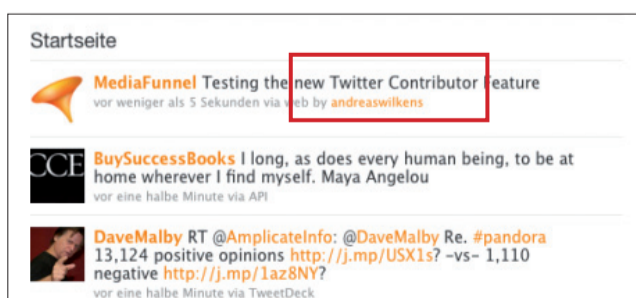 Startseite
MediaFunnel Testing the new Twitter Contributor Feature
vor weniger als 5 Sekunden via web by andreaswilkens
CCE
BuySuccessBooks I long, as does every human being, to be at
home wherever I find myself. Maya Angelou
vor eine halbe Minute via API
DaveMalby RT @AmplicateInfo: @DaveMalby Re. #pandora
13,124 positive opinions http://j.mp/USX1s? -vs- 1,110
negative http://j.mp/1az8NY?
vor eine halbe Minute via TweetDeck